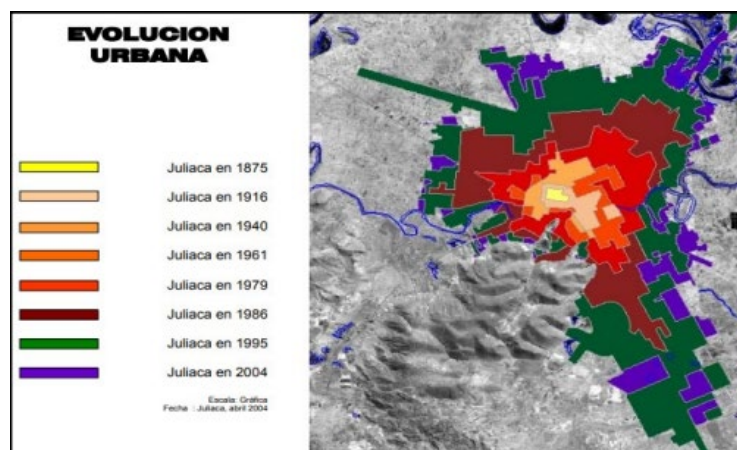 EVOLUCION
URBANA
Juliaca en 1875
Juliaca en 1916
Juliaca en 1940
Juliaca en 1961
Juliaca en 1979
Juliaca en 1986
Juliaca en 1995
Juliaca en 2004
Escala: Gráfica
Fecha : Juliaca, abril 2004